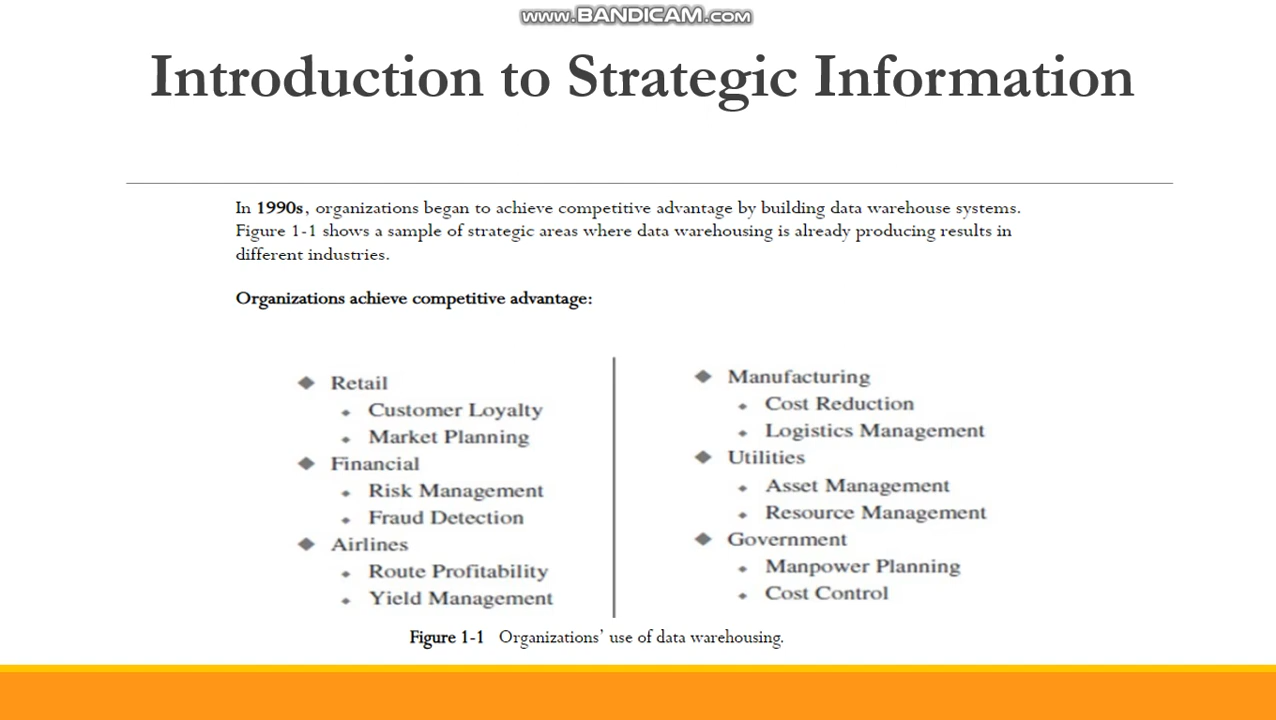 www.BANDICAM.com
Introduction to Strategic Information
In 1990s, organizations began to achieve competitive advantage by building data warehouse systems.
Figure 1-1 shows a sample of strategic areas where data warehousing is already producing results in
different industries.
Organizations achieve competitive advantage:
Retail
Customer Loyalty
Market Planning
Financial
Risk Management
Fraud Detection
Airlines
Route Profitability
Yield Management
Manufacturing
Cost Reduction
Logistics Management
Utilities
Asset Management
Resource Management
Government
Manpower Planning
Cost Control
Figure 1-1 Organizations' use of data warehousing.